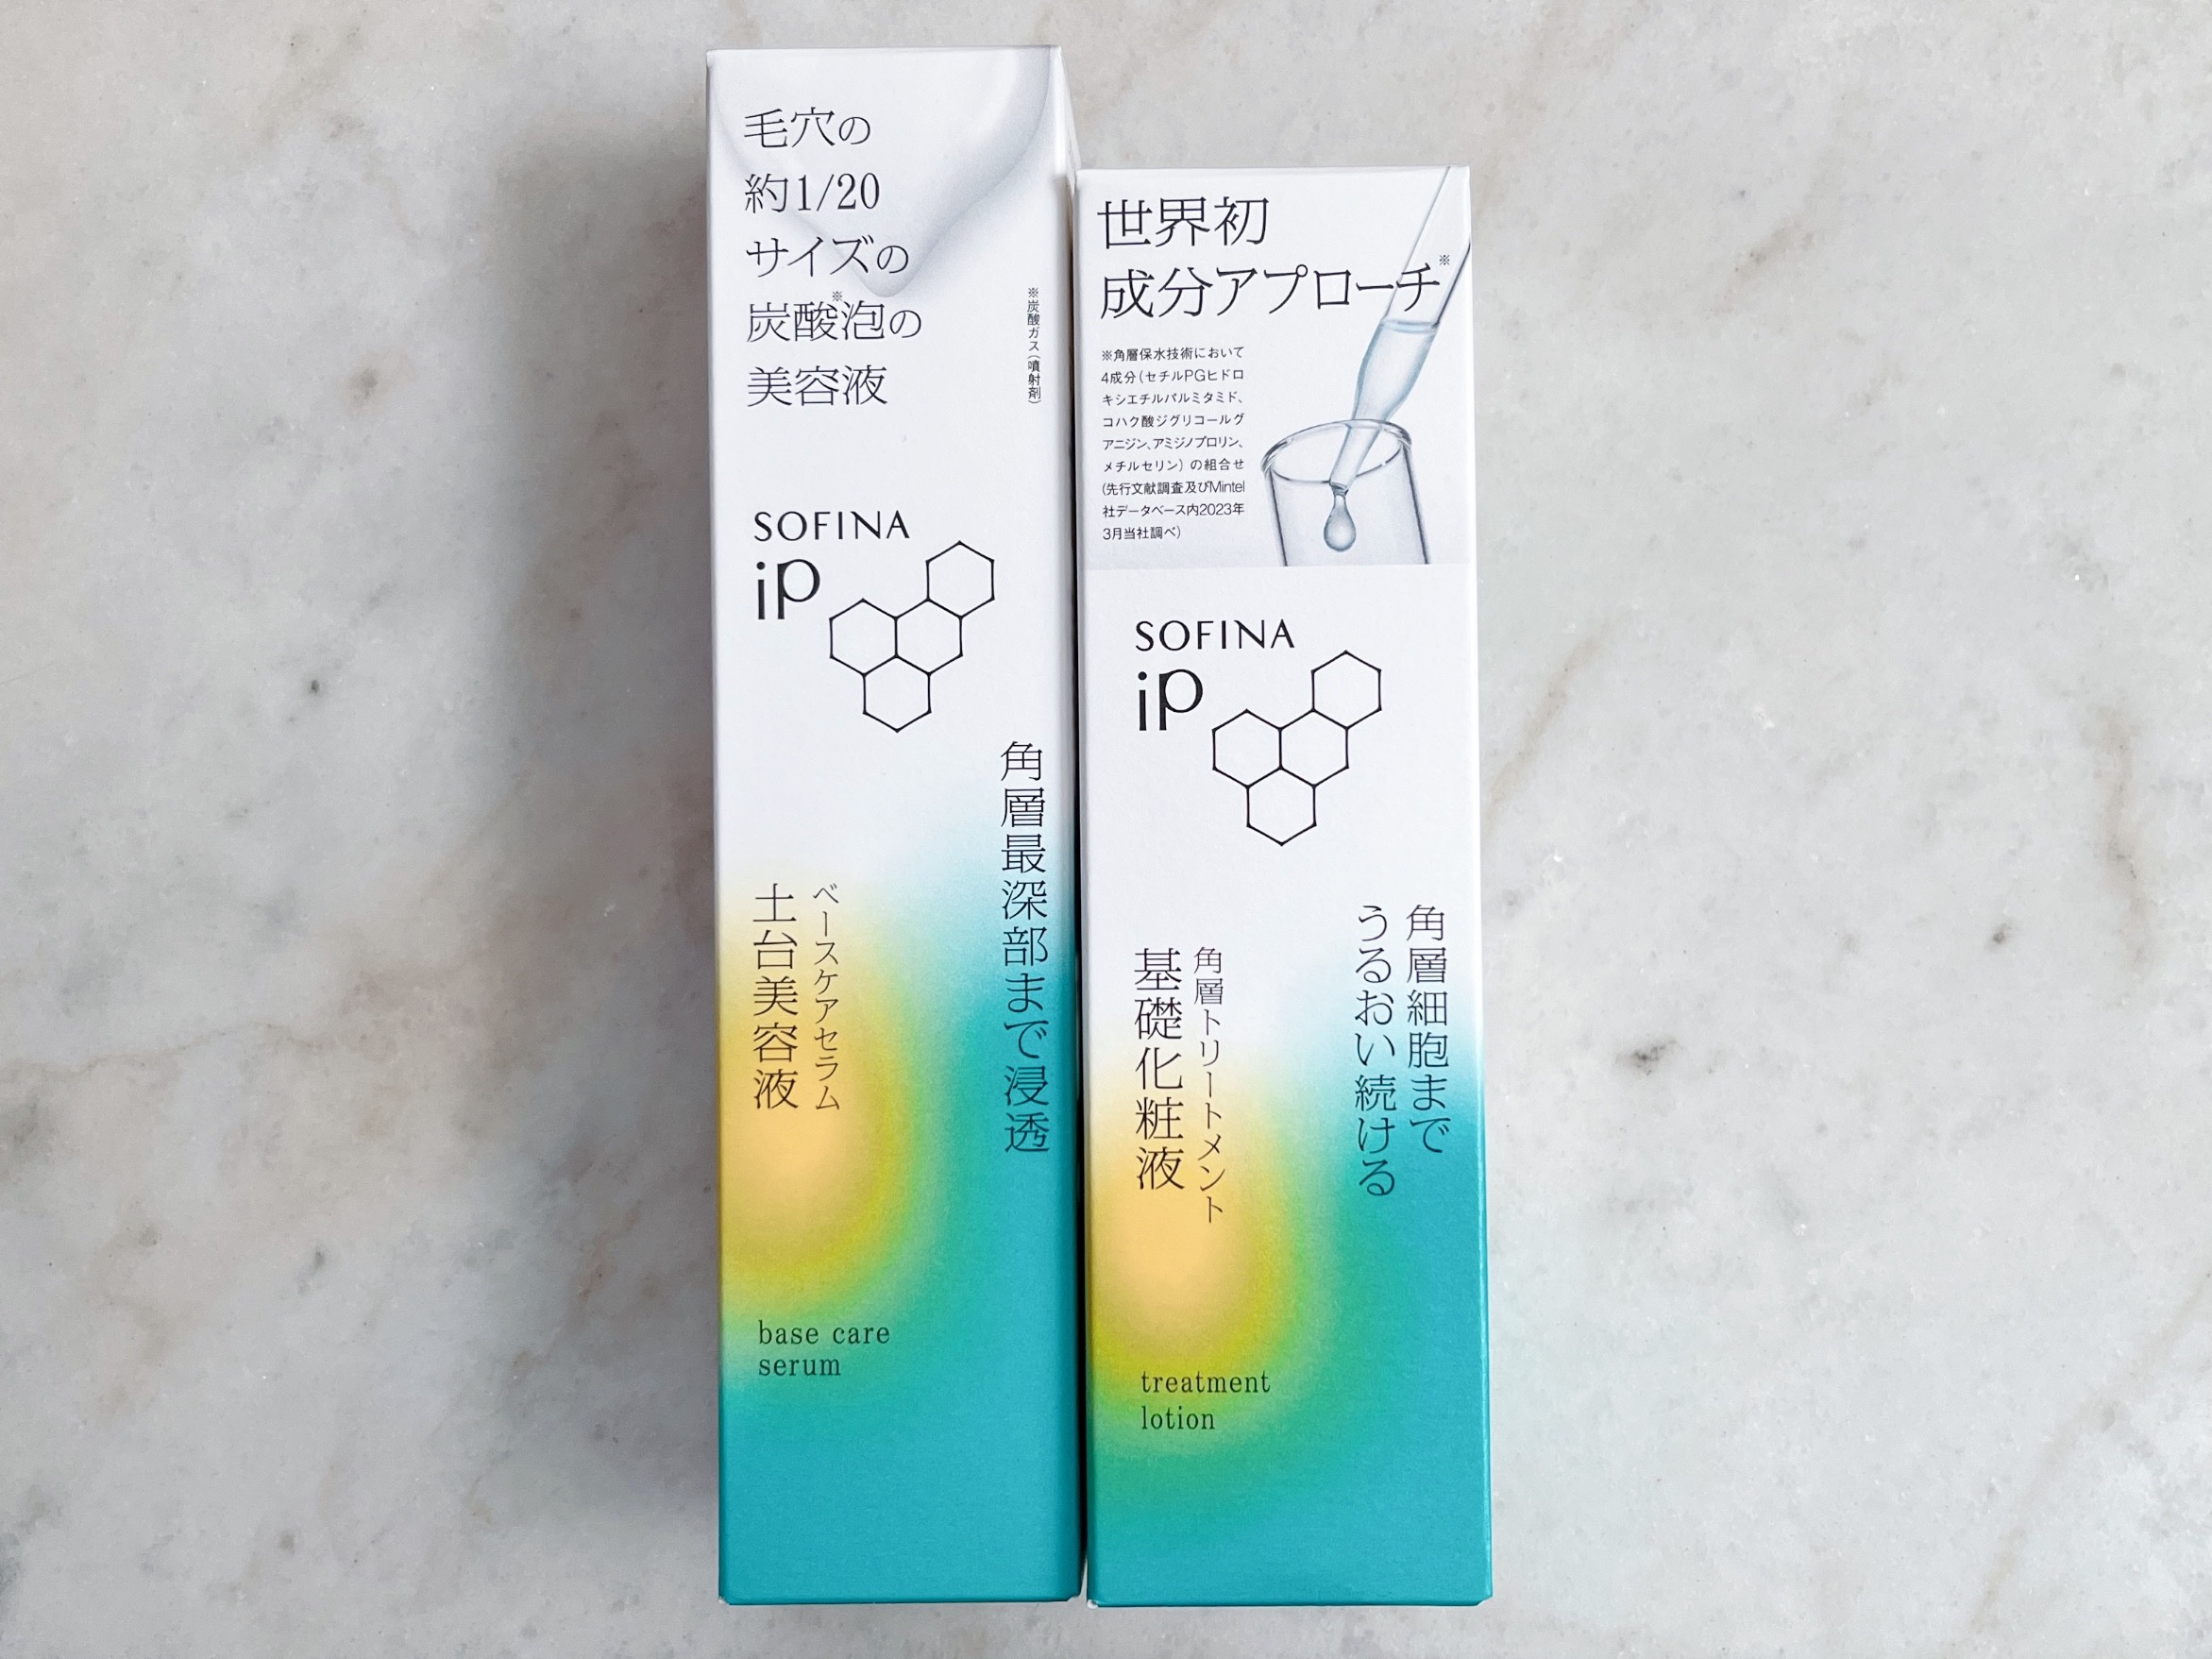 毛穴の
約1/20
サイズの
炭酸※泡の
美容液
※炭酸ガス(噴射剤)
SOFINA
iP
角層最深部まで浸透
ベースケアセラム
土台美容液
base care
serum
世界初
成分アプローチ※
※角層保水技術において
4成分(セチルPGヒドロ
キシエチルパルミタミド、
コハク酸ジグリコールグ
アニジン、アミジノプロリン、
メチルセリン)の組合せ
(先行文献調査及びMintel
社データベース内2023年
3月当社調べ)
SOFINA
iP
角層細胞まで
うるおい続ける
角層トリートメント
基礎化粧液
treatment
lotion